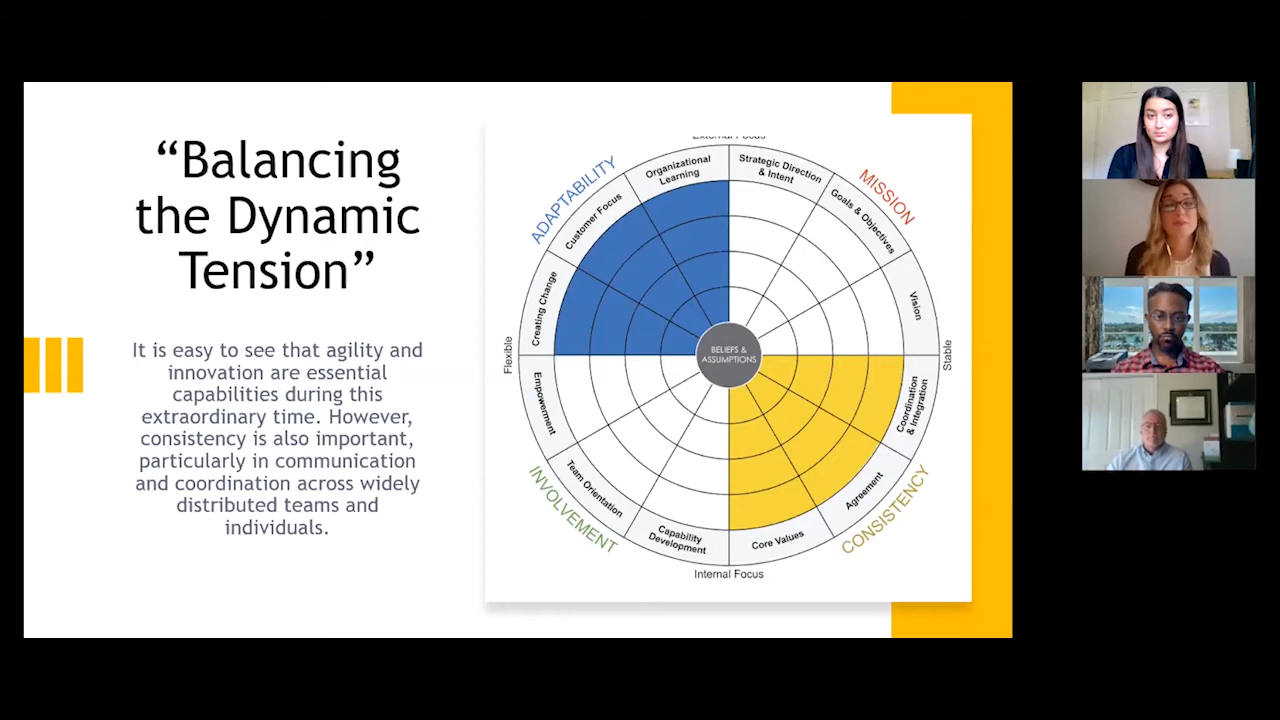 “Balancing
the Dynamic
Tension”
It is easy to see that agility and
innovation are essential
capabilities during this
extraordinary time. However,
consistency is also important,
particularly in communication
and coordination across widely
distributed teams and
individuals.
External Focus
ADAPTABILITY
MISSION
Organizational
Learning
Strategic Direction
& Intent
Customer Focus
Goals & Objectives
Creating Change
Vision
Flexible
BELIEFS &
ASSUMPTIONS
Stable
Empowerment
Coordination
& Integration
Team Orientation
Agreement
Capability
Development
Core Values
INVOLVEMENT
CONSISTENCY
Internal Focus